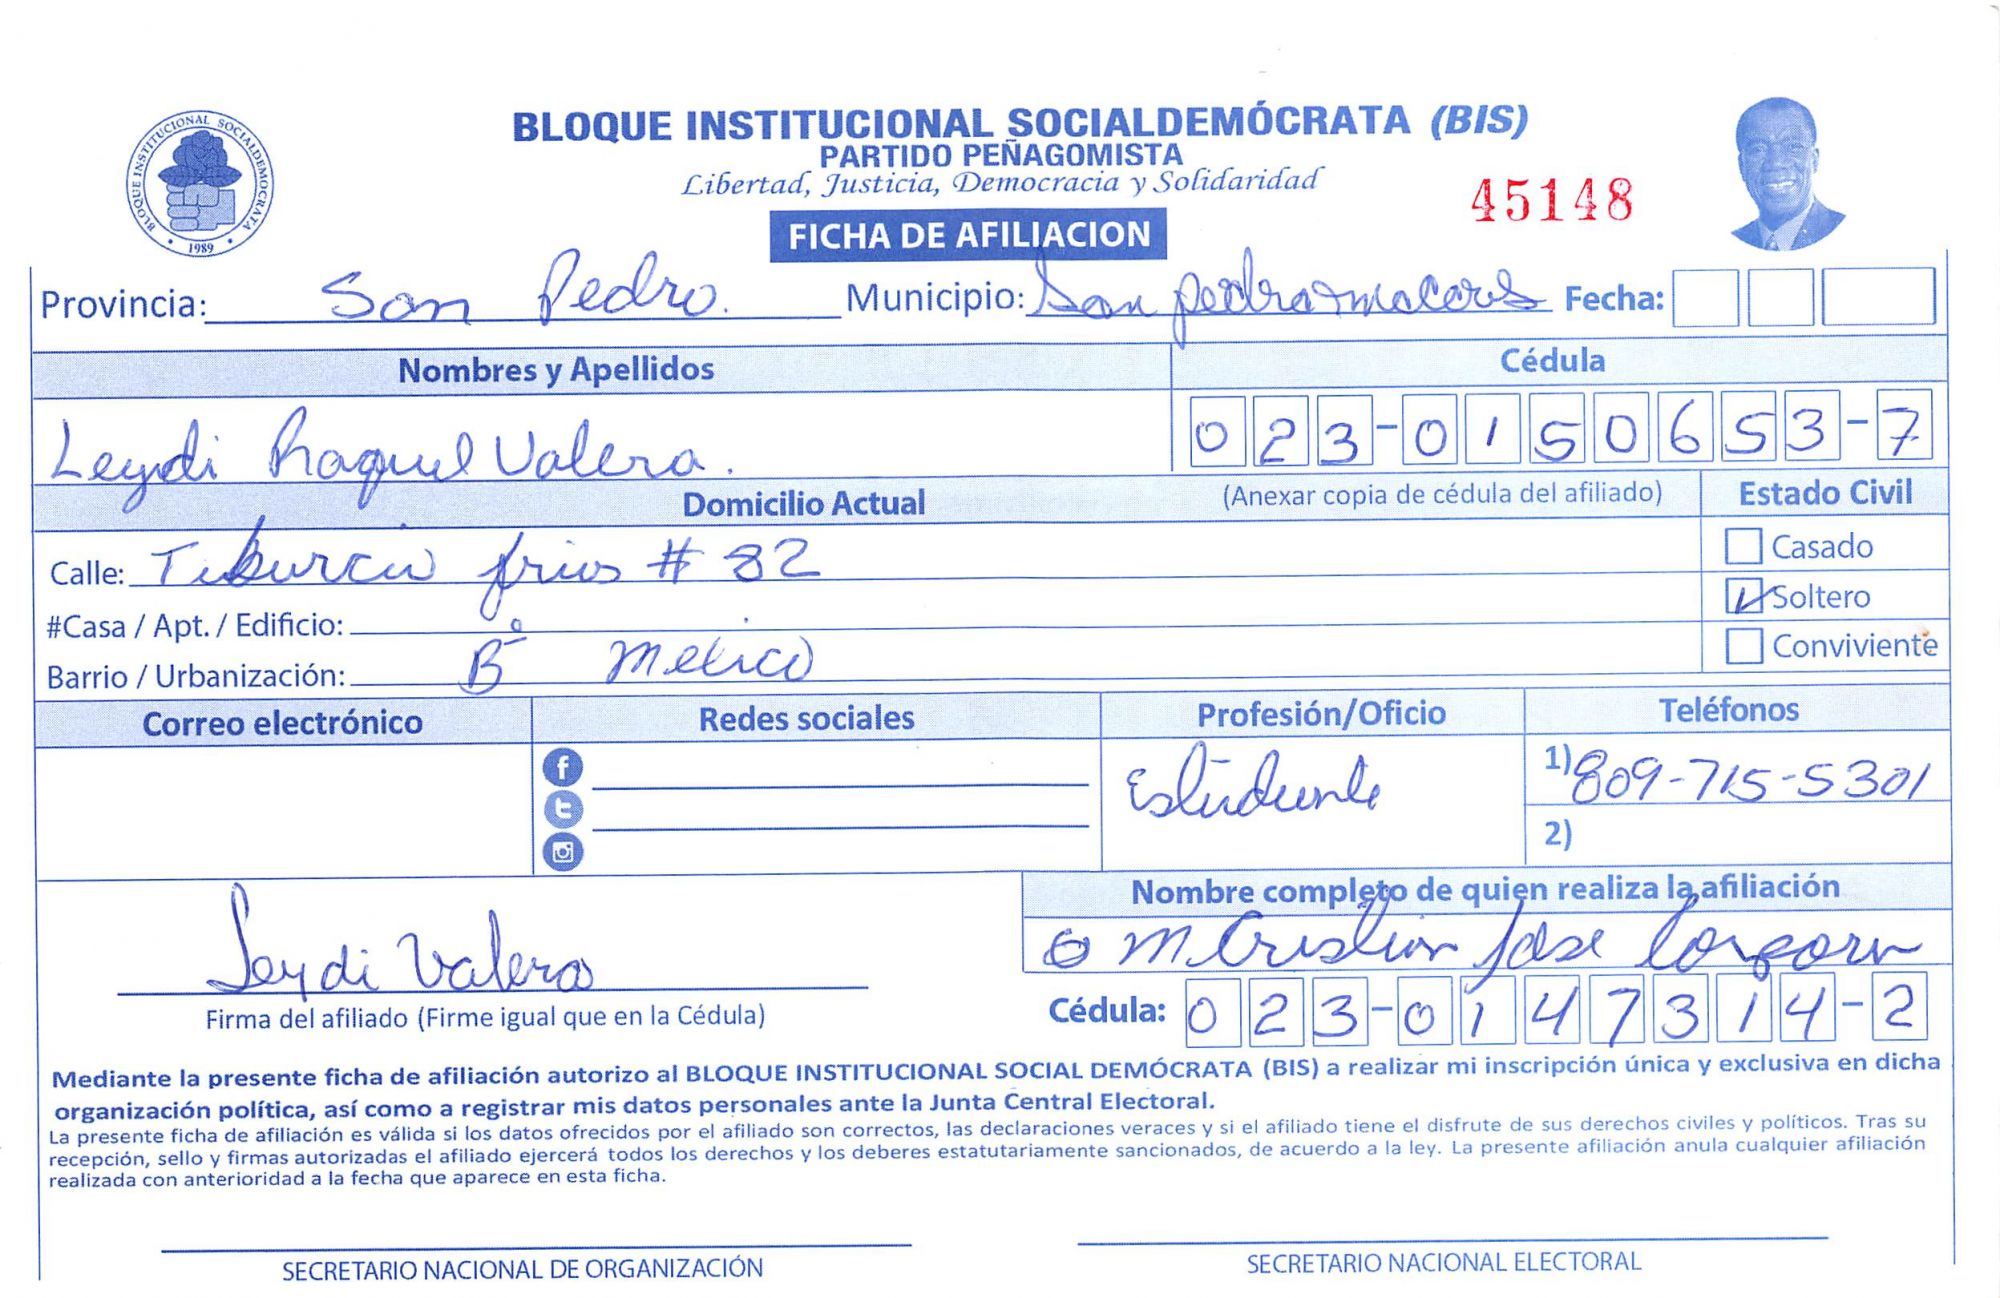 BLOQUE INSTITUCIONAL SOCIALDEMÓCRATA (BIS)
PARTIDO PEÑAGOMISTA
Libertad, Justicia, Democracia y Solidaridad
45148
BLOQUE INSTITUCIONAL SOCIALDEMOCRATA
1989
FICHA DE AFILIACION
Provincia: San Pedro. Municipio: San pedro macoris Fecha:
Nombres y Apellidos Cédula
Leydi Raquel Valera. 023-0150653-7
Domicilio Actual (Anexar copia de cédula del afiliado) Estado Civil
Calle: Tiburcio frias # 82 Casado
#Casa / Apt. / Edificio: Soltero
Barrio / Urbanización: Bº Mexico Conviviente
Correo electrónico Redes sociales Profesión/Oficio Teléfonos
Estudiante 1) 809-715-5301
2)
Nombre completo de quien realiza la afiliación
Leydi Valera M Cristian Jose
Firma del afiliado (Firme igual que en la Cédula) Cédula: 023-0147314-2
Mediante la presente ficha de afiliación autorizo al BLOQUE INSTITUCIONAL SOCIAL DEMÓCRATA (BIS) a realizar mi inscripción única y exclusiva en dicha
organización política, así como a registrar mis datos personales ante la Junta Central Electoral.
La presente ficha de afiliación es válida si los datos ofrecidos por el afiliado son correctos, las declaraciones veraces y si el afiliado tiene el disfrute de sus derechos civiles y políticos. Tras su
recepción, sello y firmas autorizadas el afiliado ejercerá todos los derechos y los deberes estatutariamente sancionados, de acuerdo a la ley. La presente afiliación anula cualquier afiliación
realizada con anterioridad a la fecha que aparece en esta ficha.
SECRETARIO NACIONAL DE ORGANIZACIÓN SECRETARIO NACIONAL ELECTORAL